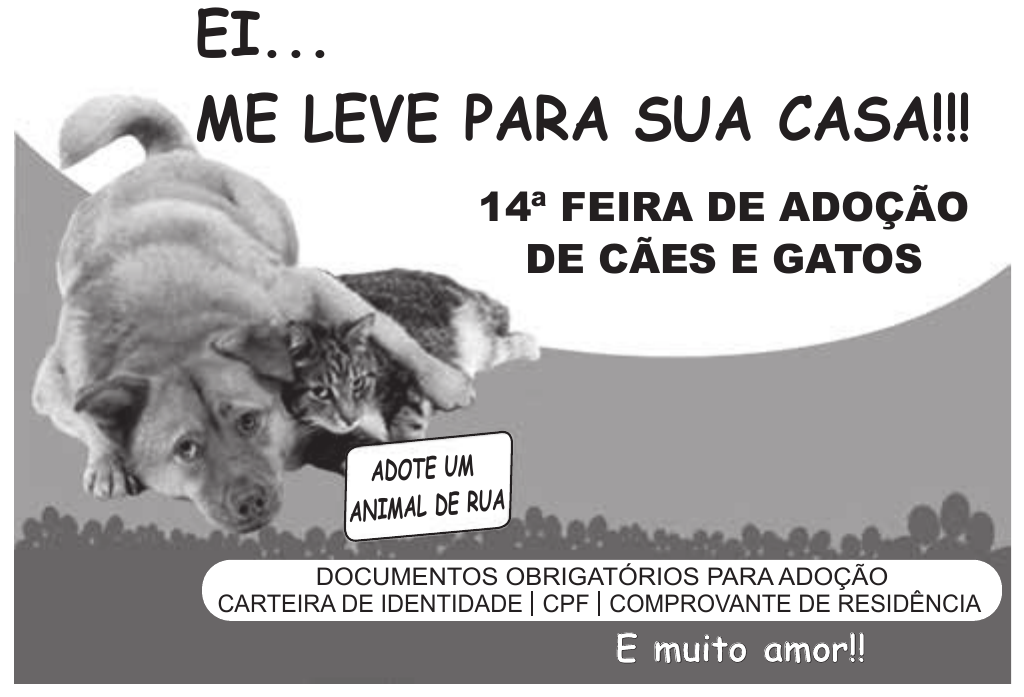 EI...
ME LEVE PARA SUA CASA!!!
14ª FEIRA DE ADOÇÃO
DE CÃES E GATOS
ADOTE UM
ANIMAL DE RUA
DOCUMENTOS OBRIGATÓRIOS PARA ADOÇÃO
CARTEIRA DE IDENTIDADE | CPF | COMPROVANTE DE RESIDÊNCIA
E muito amor!!